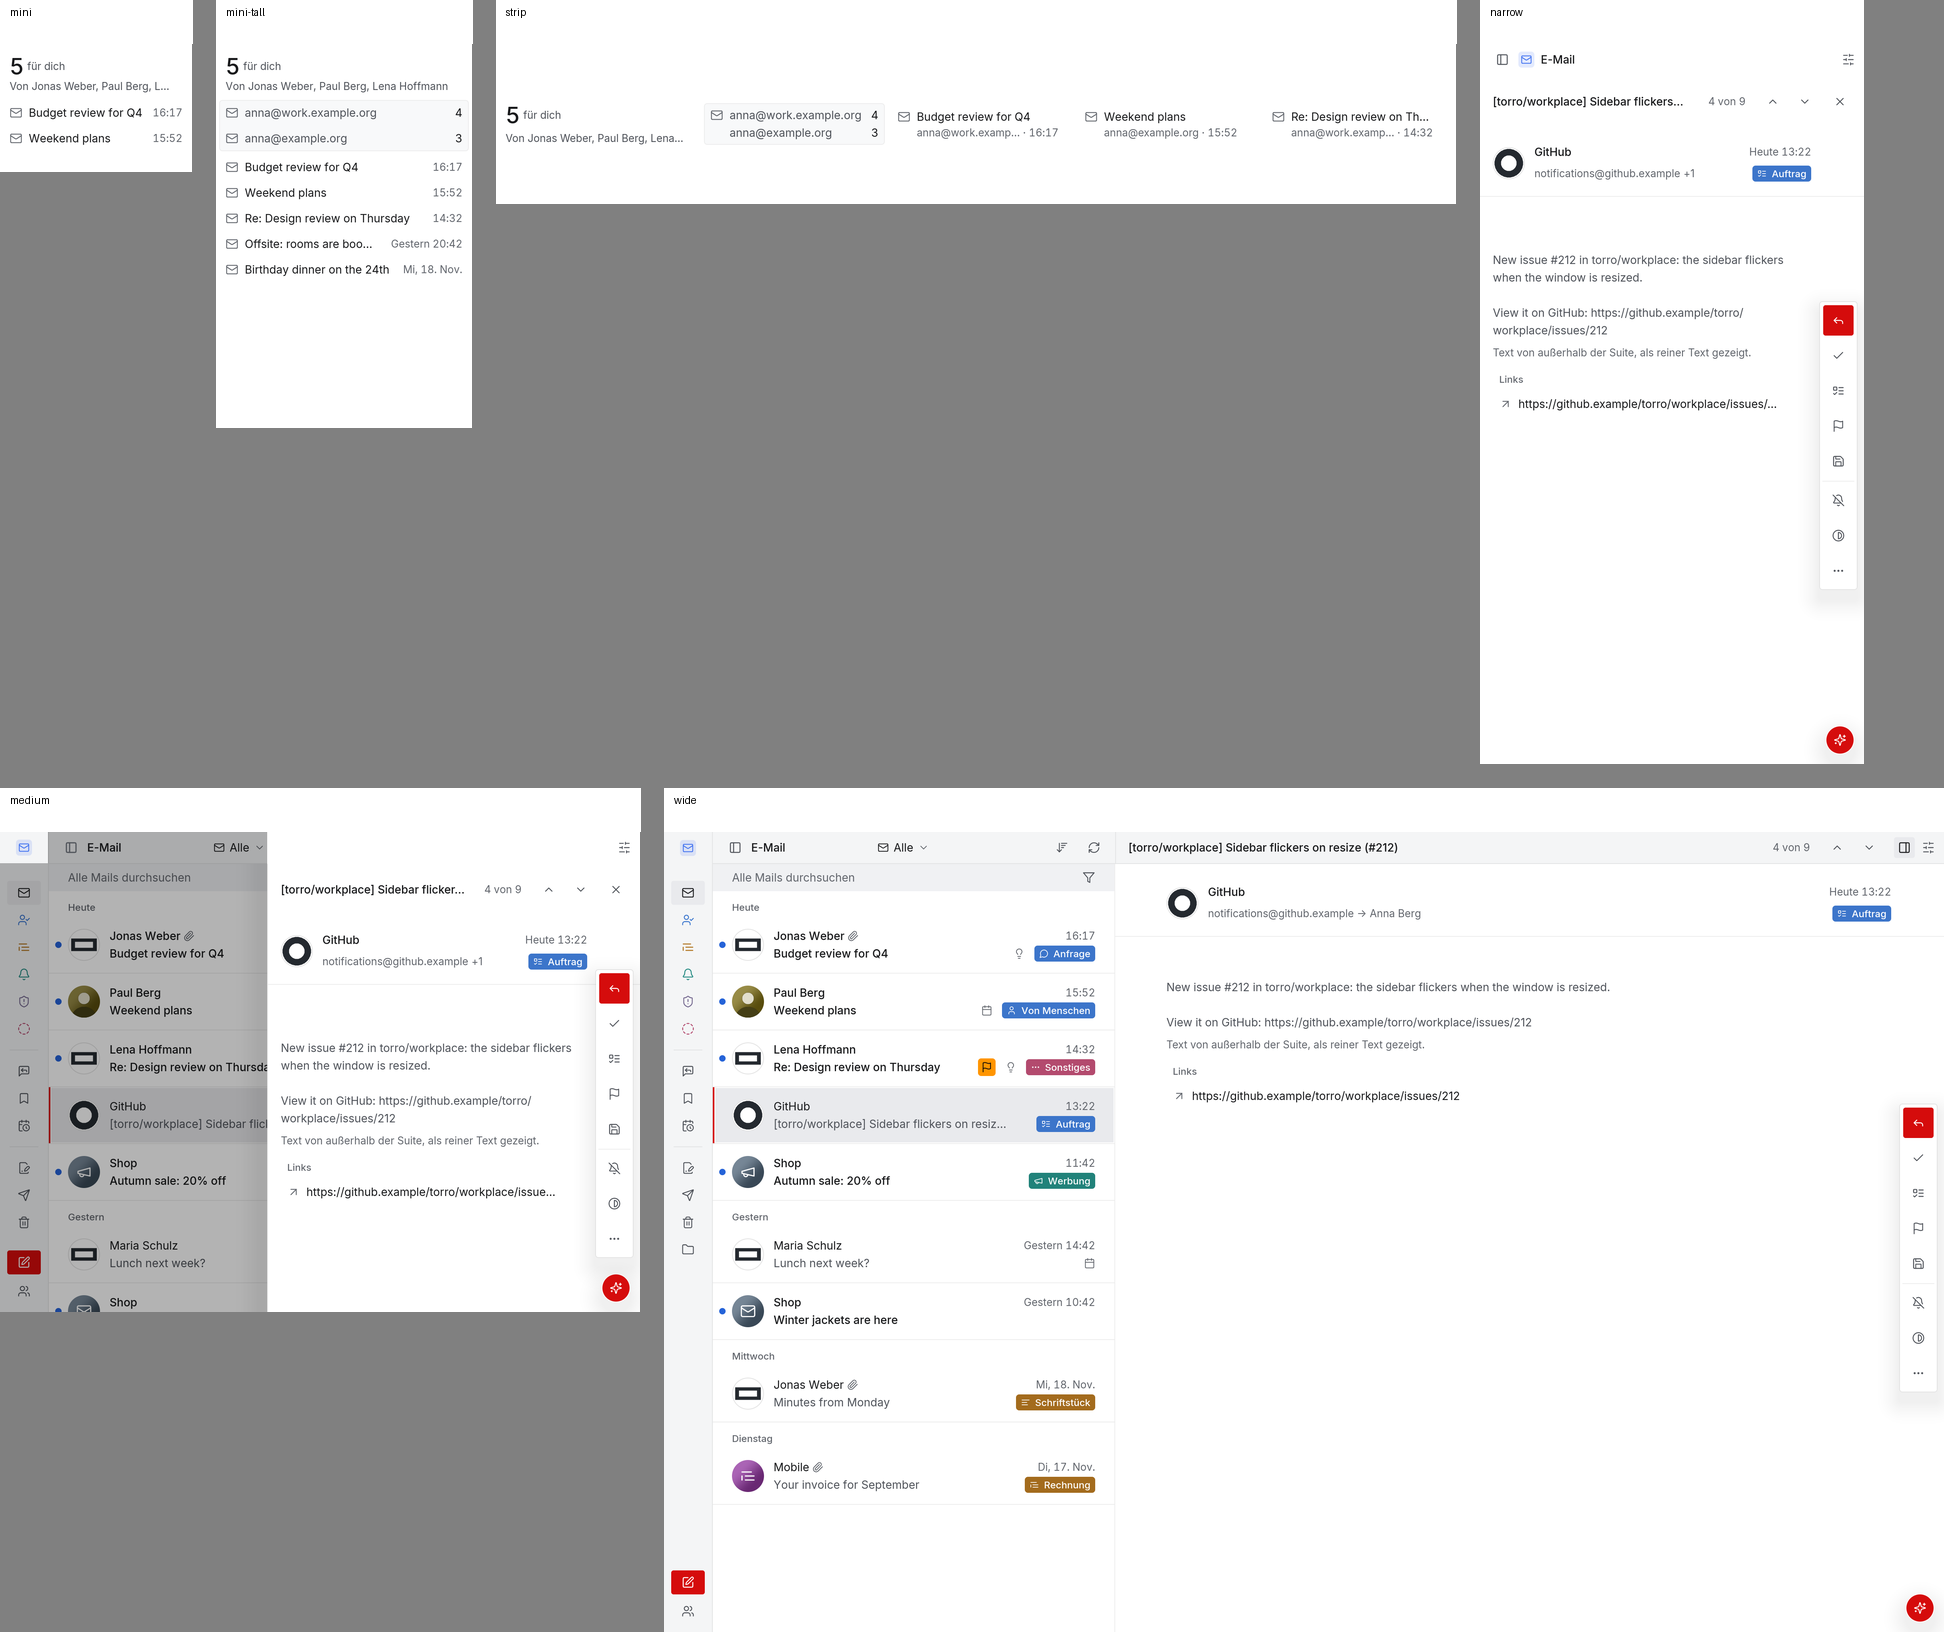 mini
5 für dich
Von Jonas Weber, Paul Berg, L...
Budget review for Q4 16:17
Weekend plans 15:52
mini-tall
5 für dich
Von Jonas Weber, Paul Berg, Lena Hoffmann
anna@work.example.org 4
anna@example.org 3
Budget review for Q4 16:17
Weekend plans 15:52
Re: Design review on Thursday 14:32
Offsite: rooms are boo... Gestern 20:42
Birthday dinner on the 24th Mi, 18. Nov.
strip
5 für dich
Von Jonas Weber, Paul Berg, Lena...
anna@work.example.org 4
anna@example.org 3
Budget review for Q4
anna@work.examp... · 16:17
Weekend plans
anna@example.org · 15:52
Re: Design review on Th...
anna@work.examp... · 14:32
narrow
E-Mail
[torro/workplace] Sidebar flickers... 4 von 9
GitHub Heute 13:22
notifications@github.example +1 Auftrag
New issue #212 in torro/workplace: the sidebar flickers
when the window is resized.
View it on GitHub: https://github.example/torro/
workplace/issues/212
Text von außerhalb der Suite, als reiner Text gezeigt.
Links
https://github.example/torro/workplace/issues/...
medium
E-Mail Alle
Alle Mails durchsuchen
Heute
Jonas Weber
Budget review for Q4
Paul Berg
Weekend plans
Lena Hoffmann
Re: Design review on Thursda
GitHub
[torro/workplace] Sidebar flic
Shop
Autumn sale: 20% off
Gestern
Maria Schulz
Lunch next week?
Shop
[torro/workplace] Sidebar flicker... 4 von 9
GitHub Heute 13:22
notifications@github.example +1 Auftrag
New issue #212 in torro/workplace: the sidebar flickers
when the window is resized.
View it on GitHub: https://github.example/torro/
workplace/issues/212
Text von außerhalb der Suite, als reiner Text gezeigt.
Links
https://github.example/torro/workplace/issue...
wide
E-Mail Alle
Alle Mails durchsuchen
Heute
Jonas Weber 16:17
Budget review for Q4 Anfrage
Paul Berg 15:52
Weekend plans Von Menschen
Lena Hoffmann 14:32
Re: Design review on Thursday Sonstiges
GitHub 13:22
[torro/workplace] Sidebar flickers on resiz... Auftrag
Shop 11:42
Autumn sale: 20% off Werbung
Gestern
Maria Schulz Gestern 14:42
Lunch next week?
Shop Gestern 10:42
Winter jackets are here
Mittwoch
Jonas Weber Mi, 18. Nov.
Minutes from Monday Schriftstück
Dienstag
Mobile Di, 17. Nov.
Your invoice for September Rechnung
[torro/workplace] Sidebar flickers on resize (#212) 4 von 9
GitHub Heute 13:22
notifications@github.example → Anna Berg Auftrag
New issue #212 in torro/workplace: the sidebar flickers when the window is resized.
View it on GitHub: https://github.example/torro/workplace/issues/212
Text von außerhalb der Suite, als reiner Text gezeigt.
Links
https://github.example/torro/workplace/issues/212